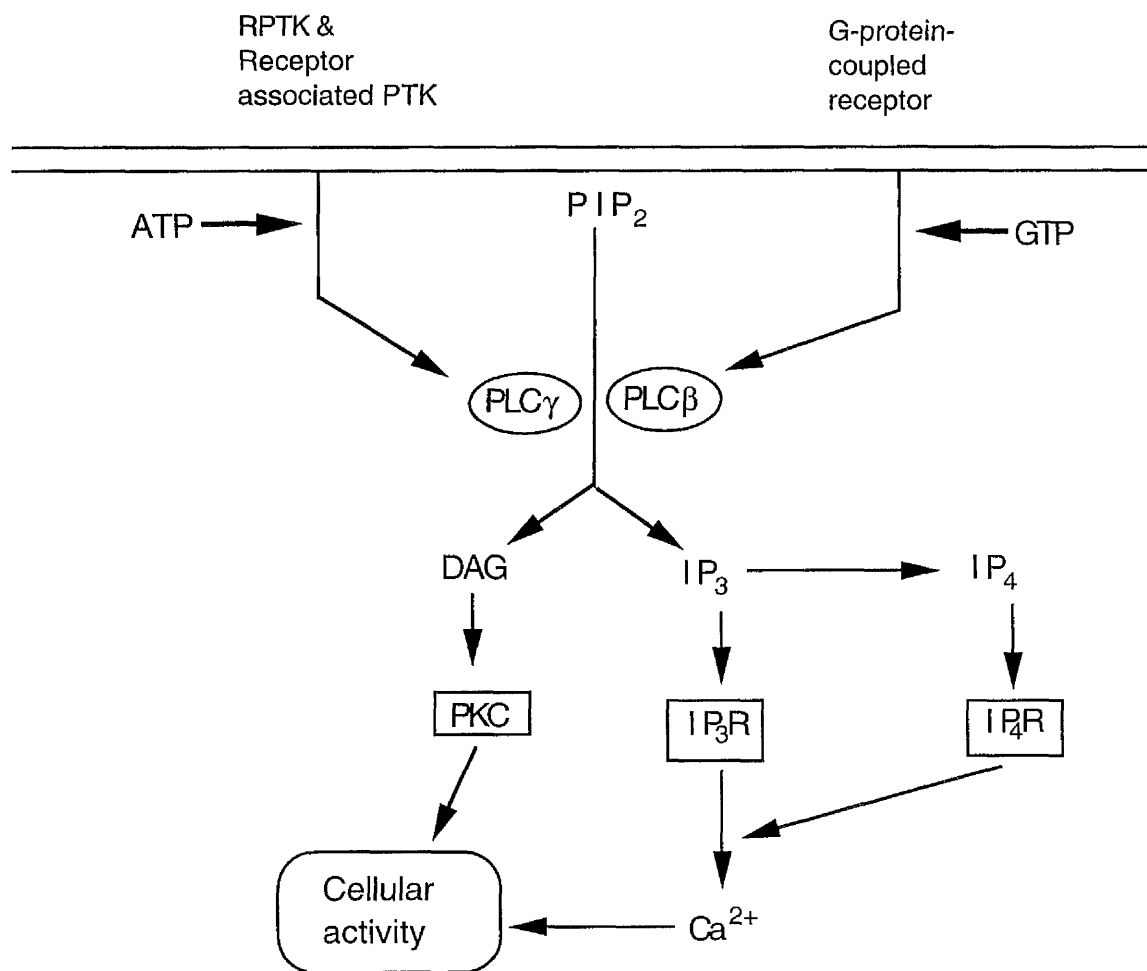 RPTK &
Receptor
associated PTK
G-protein-
coupled
receptor
ATP
PIP₂
GTP
PLCγ
PLCβ
DAG
IP₃
IP₄
PKC
IP₃R
IP₄R
Cellular
activity
Ca²⁺